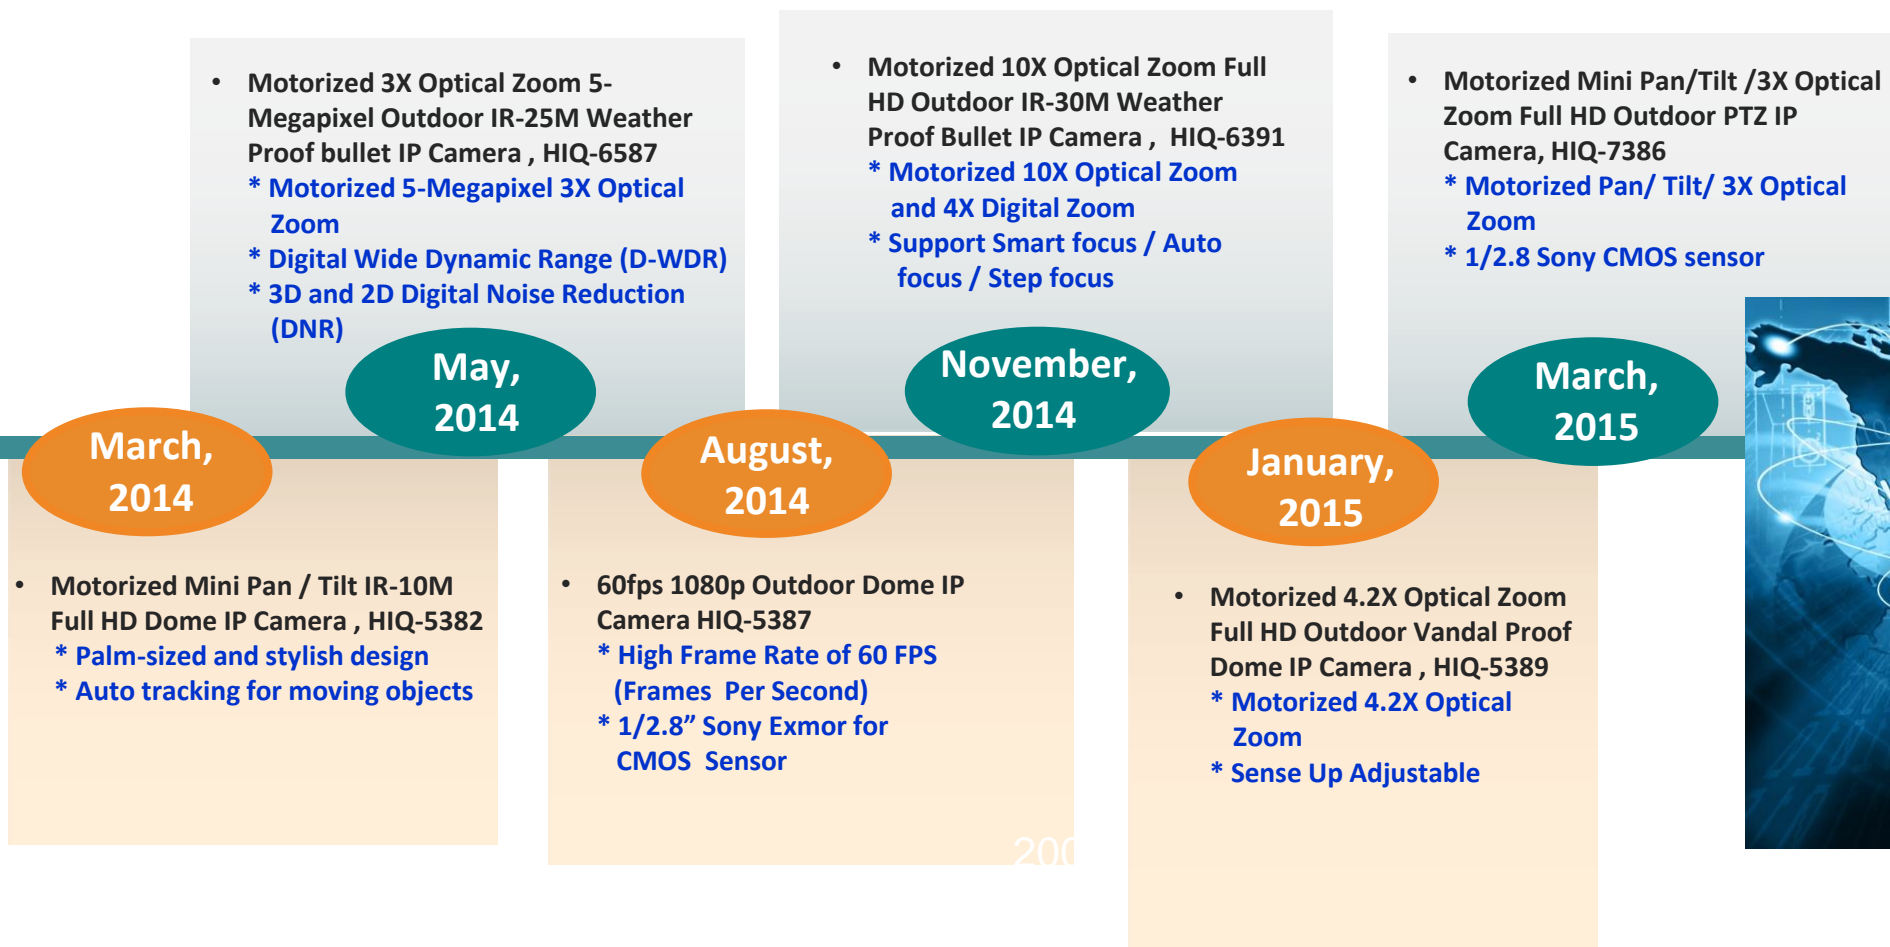 • Motorized 3X Optical Zoom 5-
Megapixel Outdoor IR-25M Weather
Proof bullet IP Camera , HIQ-6587
* Motorized 5-Megapixel 3X Optical
Zoom
* Digital Wide Dynamic Range (D-WDR)
* 3D and 2D Digital Noise Reduction
(DNR)
• Motorized 10X Optical Zoom Full
HD Outdoor IR-30M Weather
Proof Bullet IP Camera , HIQ-6391
* Motorized 10X Optical Zoom
and 4X Digital Zoom
* Support Smart focus / Auto
focus / Step focus
• Motorized Mini Pan/Tilt /3X Optical
Zoom Full HD Outdoor PTZ IP
Camera, HIQ-7386
* Motorized Pan/ Tilt/ 3X Optical
Zoom
* 1/2.8 Sony CMOS sensor
March,
2014
May,
2014
August,
2014
November,
2014
January,
2015
March,
2015
• Motorized Mini Pan / Tilt IR-10M
Full HD Dome IP Camera , HIQ-5382
* Palm-sized and stylish design
* Auto tracking for moving objects
• 60fps 1080p Outdoor Dome IP
Camera HIQ-5387
* High Frame Rate of 60 FPS
(Frames Per Second)
* 1/2.8” Sony Exmor for
CMOS Sensor
• Motorized 4.2X Optical Zoom
Full HD Outdoor Vandal Proof
Dome IP Camera , HIQ-5389
* Motorized 4.2X Optical
Zoom
* Sense Up Adjustable